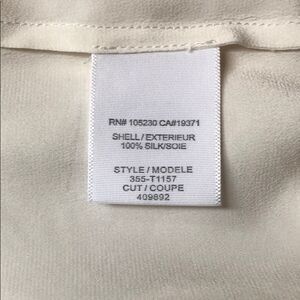 RN# 105230 CA#19371
SHELL/EXTERIEUR
100% SILK/SOIE
STYLE/MODELE
355-T1157
CUT/COUPE
409892